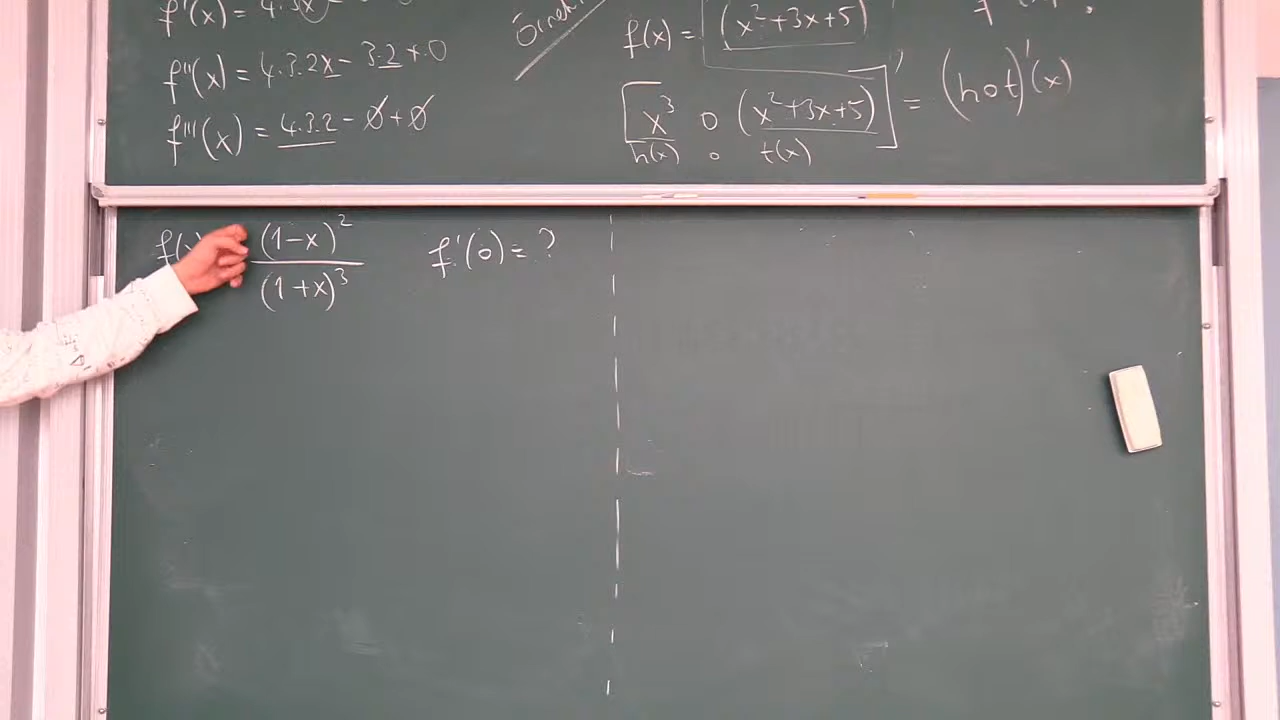 f'(x) = 4.3x
f''(x) = 4.3.2x - 3.2 + 0
f'''(x) = 4.3.2 - 0 + 0
Örnek
f(x) = (x²+3x+5)
[x³ o (x²+3x+5)]' = (hot)'(x)
h(x) o t(x)
f(x) (1-x)² / (1+x)³ f'(0) = ?